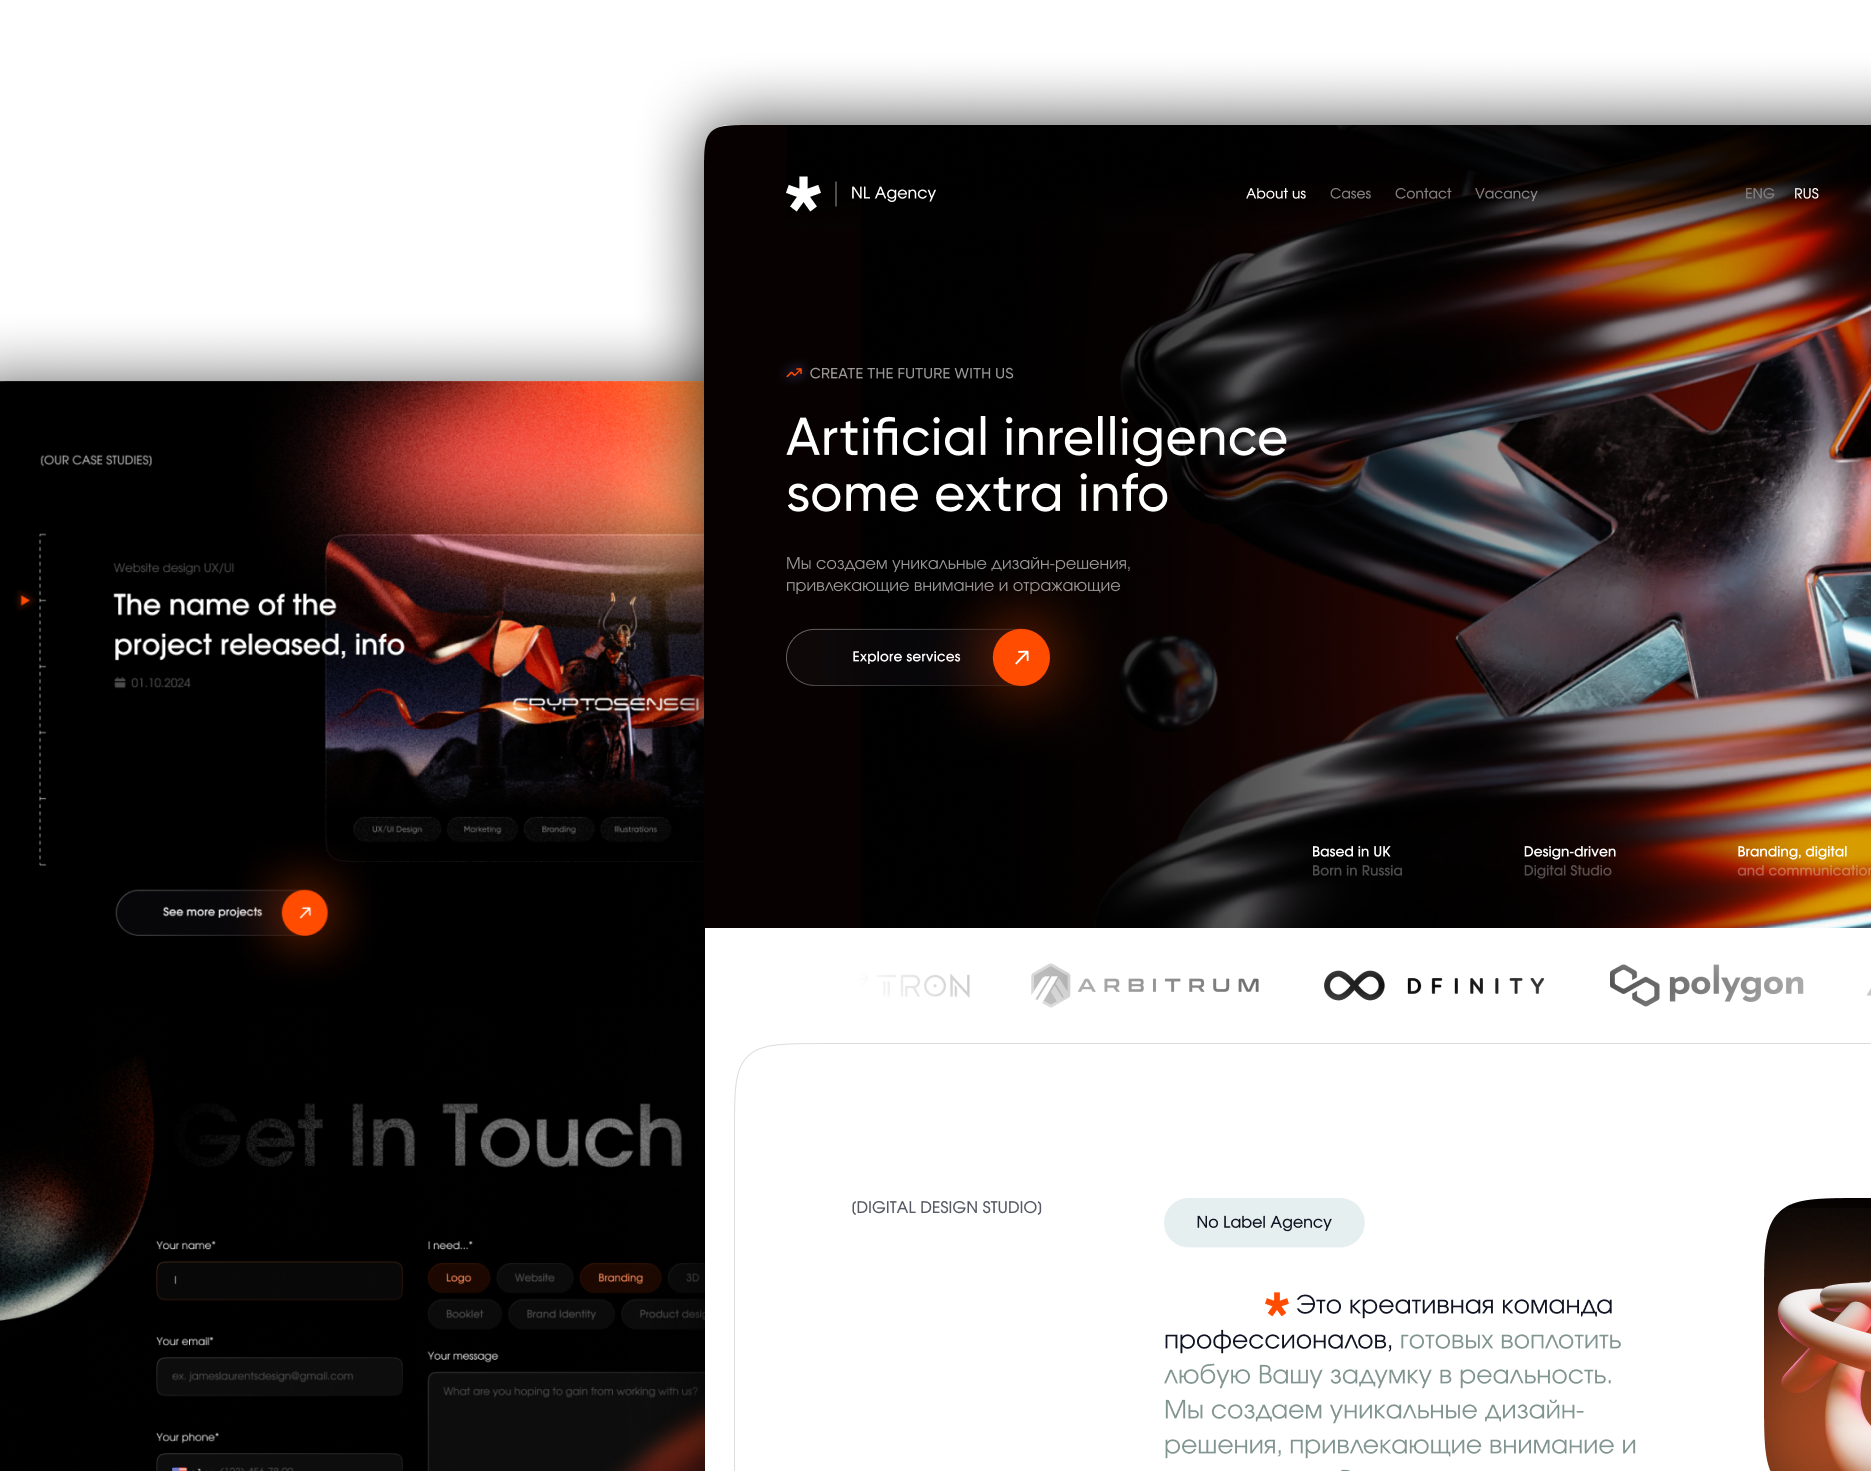 NL Agency
About us Cases Contact Vacancy
ENG RUS
CREATE THE FUTURE WITH US
Artificial inrelligence
some extra info
Мы создаем уникальные дизайн-решения,
привлекающие внимание и отражающие
Explore services
Based in UK
Born in Russia
Design-driven
Digital Studio
Branding, digital
and communication
TRON
ARBITRUM
DFINITY
polygon
(DIGITAL DESIGN STUDIO)
No Label Agency
Это креативная команда
профессионалов, готовых воплотить
любую Вашу задумку в реальность.
Мы создаем уникальные дизайн-
решения, привлекающие внимание и
(OUR CASE STUDIES)
Website design UX/UI
The name of the
project released, info
01.10.2024
CRYPTOSENSEI
UX/UI Design Marketing Branding Illustrations
See more projects
Get In Touch
Your name*
I need...*
Logo Website Branding 3D
Booklet Brand Identity Product
Your email*
ex. jameslaurentsdesign@gmail.com
Your message
What are you hoping to gain from working with us?
Your phone*